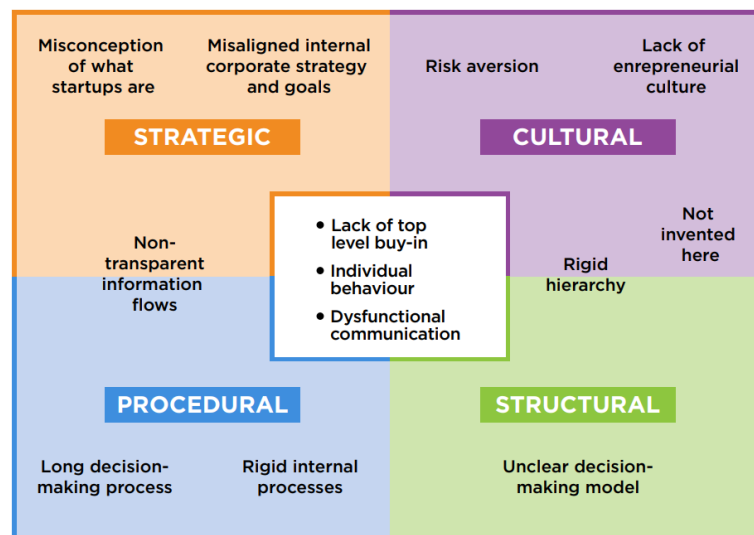 Misconception
of what
startups are
Misaligned internal
corporate strategy
and goals
STRATEGIC
Risk aversion
Lack of
enrepreneurial
culture
CULTURAL
Non-
transparent
information
flows
• Lack of top
level buy-in
• Individual
behaviour
• Dysfunctional
communication
Rigid
hierarchy
Not
invented
here
PROCEDURAL
Long decision-
making process
Rigid internal
processes
STRUCTURAL
Unclear decision-
making model